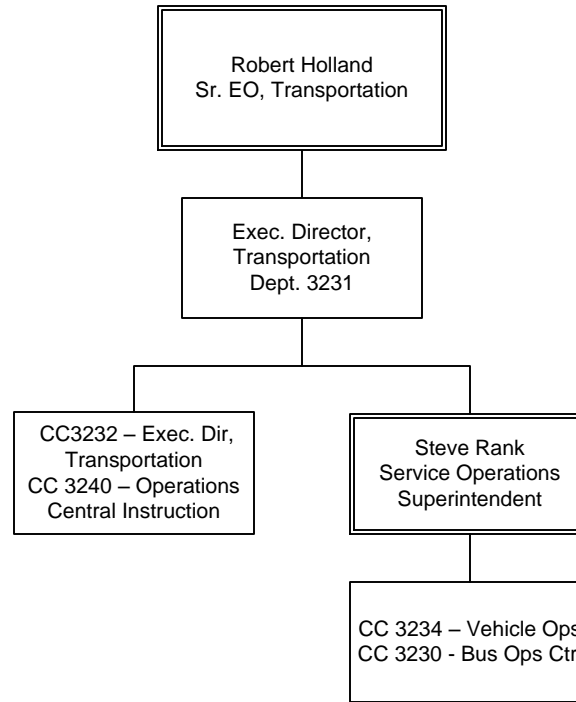 Robert Holland
Sr. EO, Transportation
Exec. Director,
Transportation
Dept. 3231
CC3232 – Exec. Dir,
Transportation
CC 3240 – Operations
Central Instruction
Steve Rank
Service Operations
Superintendent
CC 3234 – Vehicle Ops
CC 3230 - Bus Ops Ctr